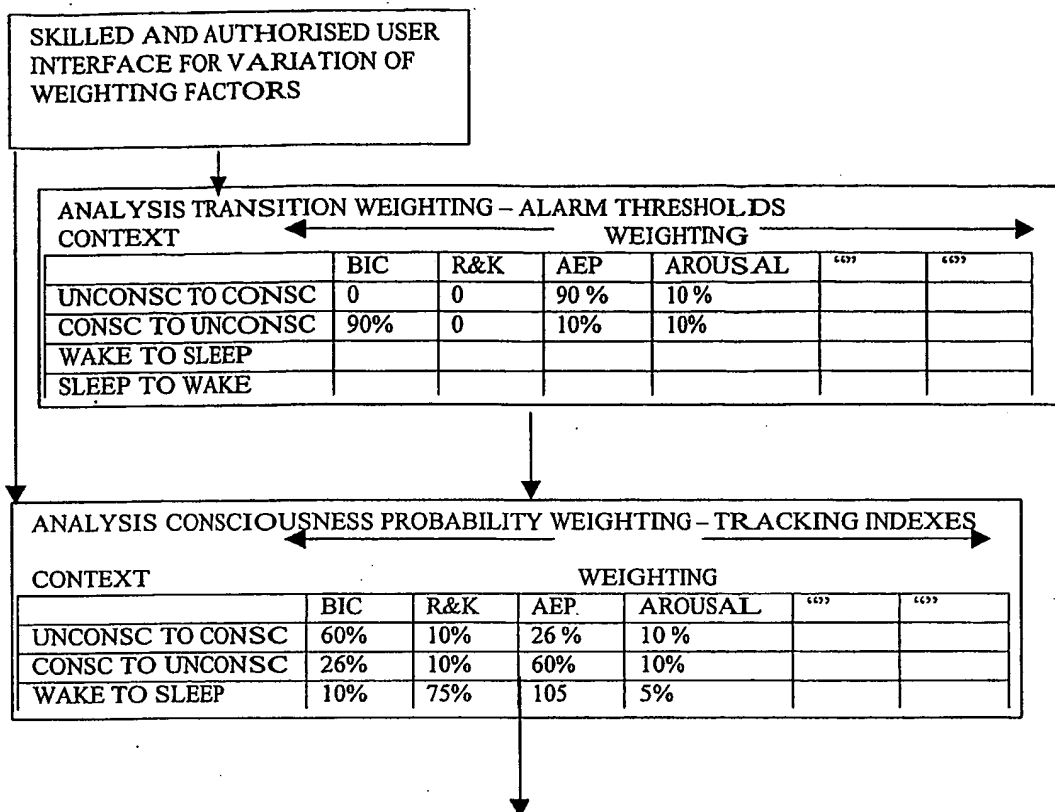 SKILLED AND AUTHORISED USER
INTERFACE FOR VARIATION OF
WEIGHTING FACTORS
ANALYSIS TRANSITION WEIGHTING – ALARM THRESHOLDS
CONTEXT WEIGHTING
BIC R&K AEP AROUSAL “” “”
UNCONSC TO CONSC 0 0 90 % 10 %
CONSC TO UNCONSC 90% 0 10% 10%
WAKE TO SLEEP
SLEEP TO WAKE
ANALYSIS CONSCIOUSNESS PROBABILITY WEIGHTING – TRACKING INDEXES
CONTEXT WEIGHTING
BIC R&K AEP. AROUSAL “” “”
UNCONSC TO CONSC 60% 10% 26 % 10 %
CONSC TO UNCONSC 26% 10% 60% 10%
WAKE TO SLEEP 10% 75% 105 5%